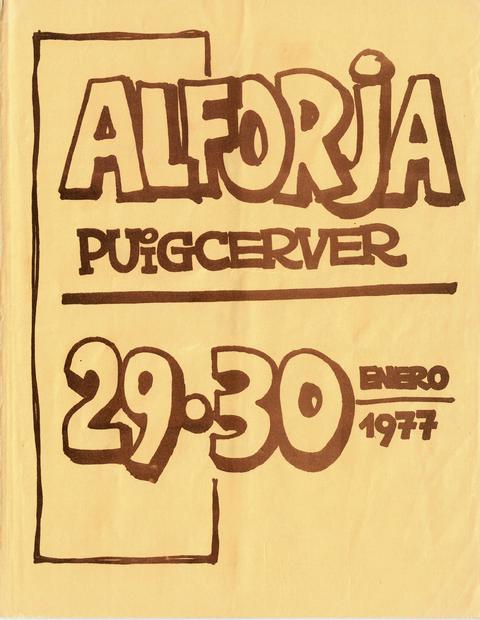 ALFORjA
PUiGCERVER
29·30
ENERO
1977